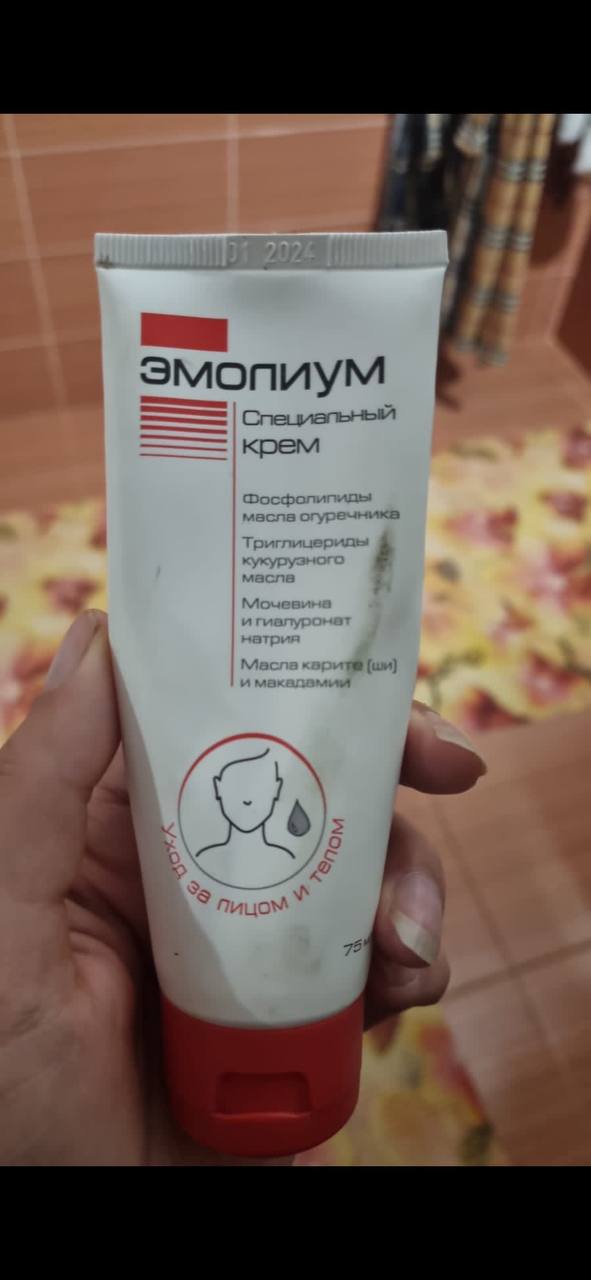 01 2024
эмолиум
Специальный
крем
Фосфолипиды
масла огуречника
Триглицериды
кукурузного
масла
Мочевина
и гиалуронат
натрия
Масла карите (ши)
и макадамии
Уход за лицом и телом
75